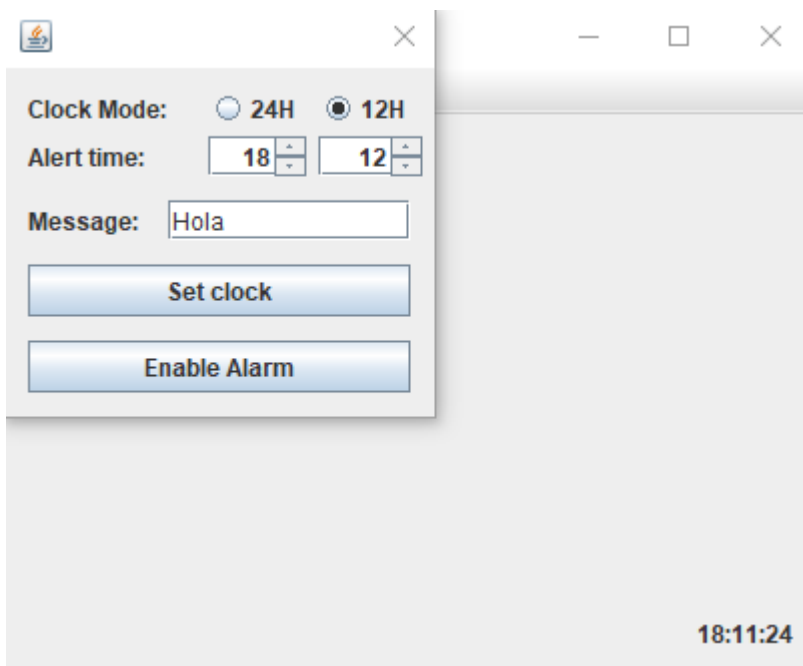 Clock Mode: 24H 12H
Alert time: 18 12
Message: Hola
Set clock
Enable Alarm
18:11:24